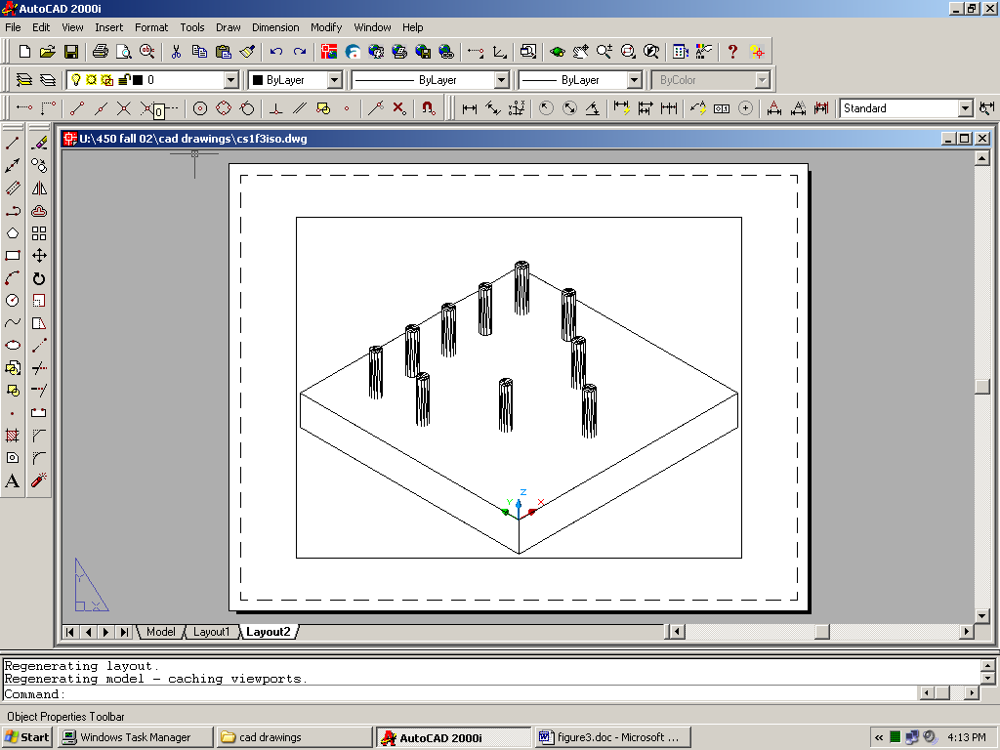 AutoCAD 2000i
File Edit View Insert Format Tools Draw Dimension Modify Window Help
0 ByLayer ByLayer ByLayer ByColor
0 Standard
U:\450 fall 02\cad drawings\cs1f3iso.dwg
A
Z
Y X
Y
X
Model Layout1 Layout2
Regenerating layout.
Regenerating model - caching viewports.
Command:
Object Properties Toolbar
Start Windows Task Manager cad drawings AutoCAD 2000i figure3.doc - Microsoft ... « 4:13 PM